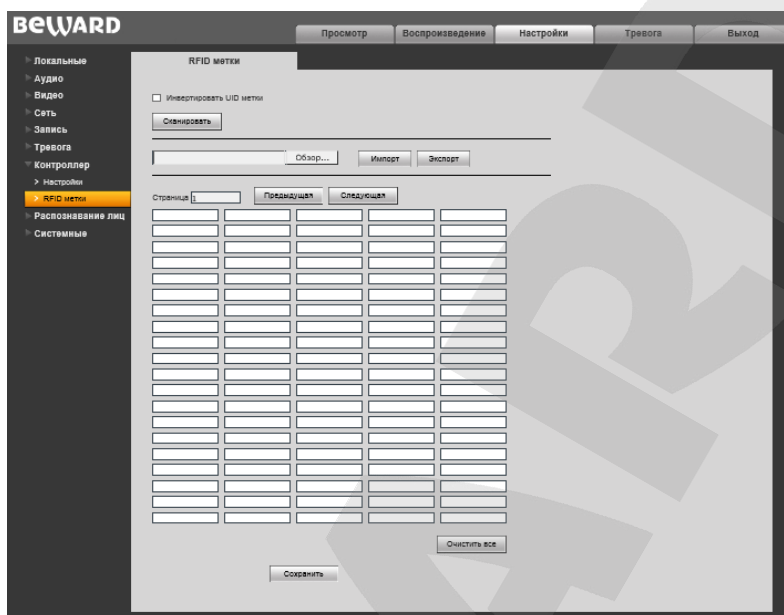 BEWARD
Просмотр
Воспроизведение
Настройки
Тревога
Выход
Локальные
Аудио
Видео
Сеть
Запись
Тревога
Контроллер
> Настройки
> RFID метки
Распознавание лиц
Системные
RFID метки
Инвертировать UID метки
Сканировать
Обзор...
Импорт
Экспорт
Страница 1
Предыдущая
Следующая
Очистить все
Сохранить